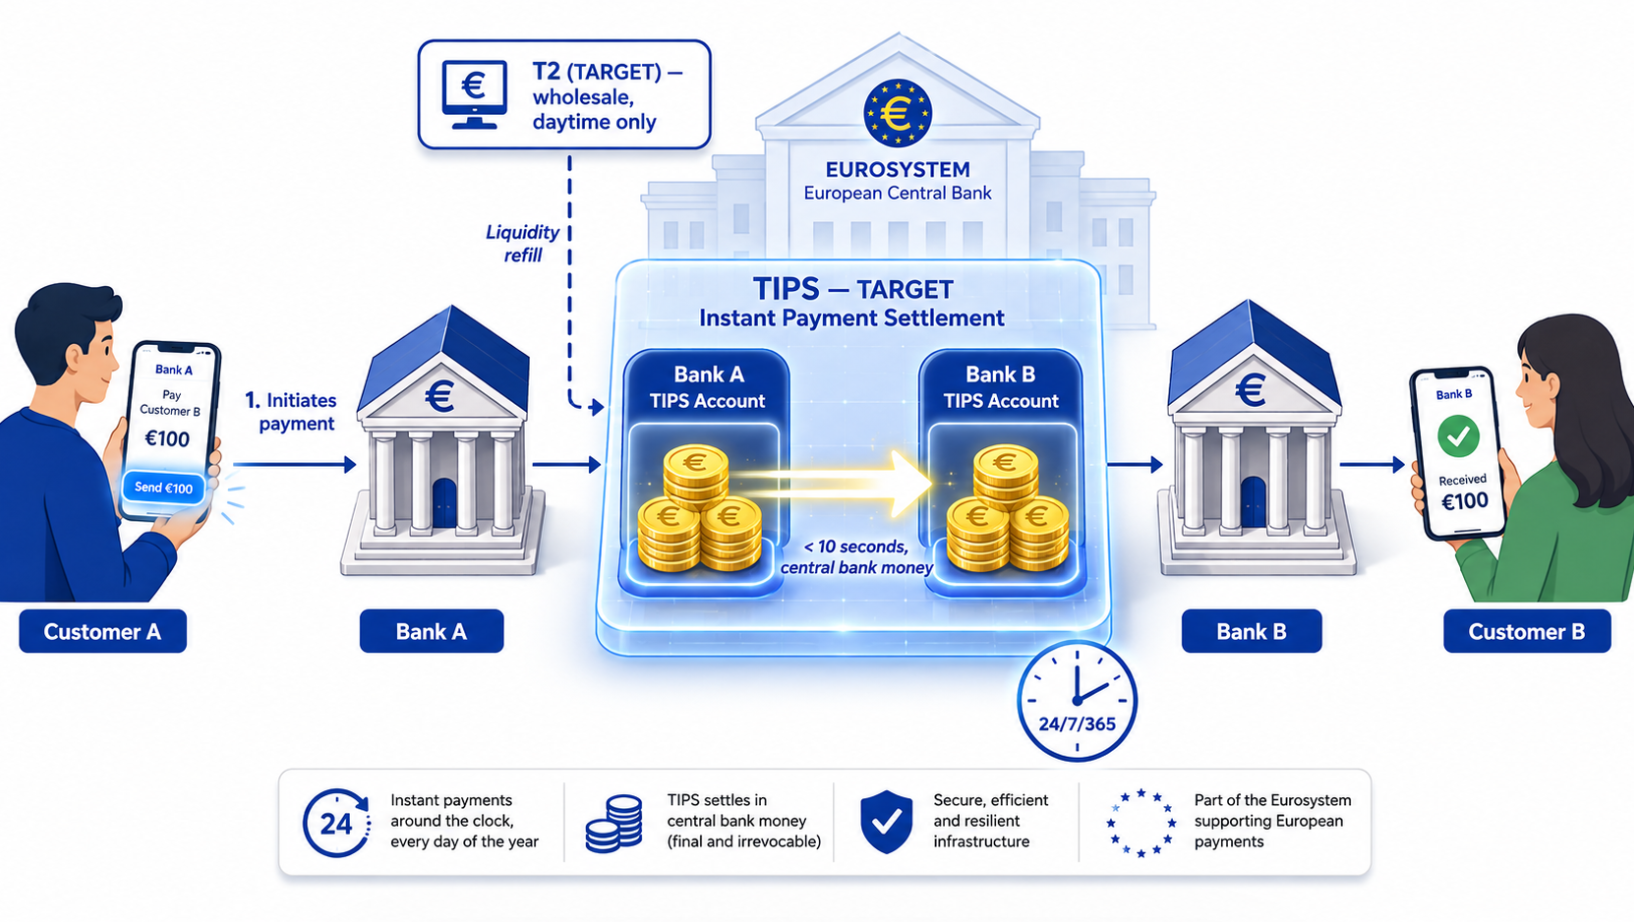 T2 (TARGET) —
wholesale,
daytime only
€
€
EUROSYSTEM
European Central Bank
Liquidity
refill
TIPS — TARGET
Instant Payment Settlement
Bank A
Pay
Customer B
€100
Send €100
1. Initiates
payment
€
Bank A
TIPS Account
€
€
€
Bank B
TIPS Account
€
€
€
< 10 seconds,
central bank money
€
Bank B
Received
€100
Customer A
Bank A
Bank B
Customer B
24/7/365
24
Instant payments
around the clock,
every day of the year
TIPS settles in
central bank money
(final and irrevocable)
Secure, efficient
and resilient
infrastructure
Part of the Eurosystem
supporting European
payments